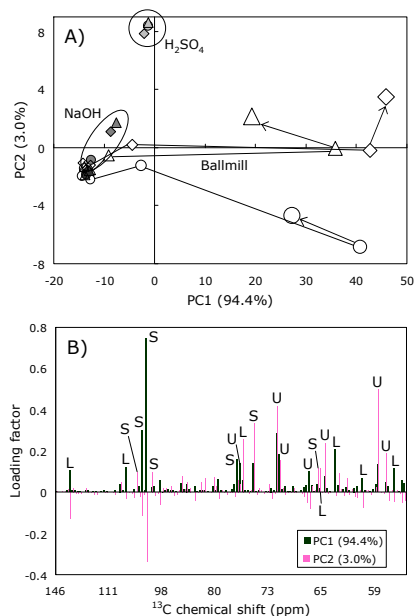 A)
8
4
0
-4
-8
PC2 (3.0%)
H₂SO₄
NaOH
Ballmill
-20 -10 0 10 20 30 40 50
PC1 (94.4%)
B)
0.8
0.6
0.4
0.2
0
-0.2
-0.4
Loading factor
S
S
S
S
L
L
S
U
L
S
U
U
U
S
U
L
L
L
U
U
L
PC1 (94.4%)
PC2 (3.0%)
146 106 98 80 73 65 59
¹³C chemical shift (ppm)